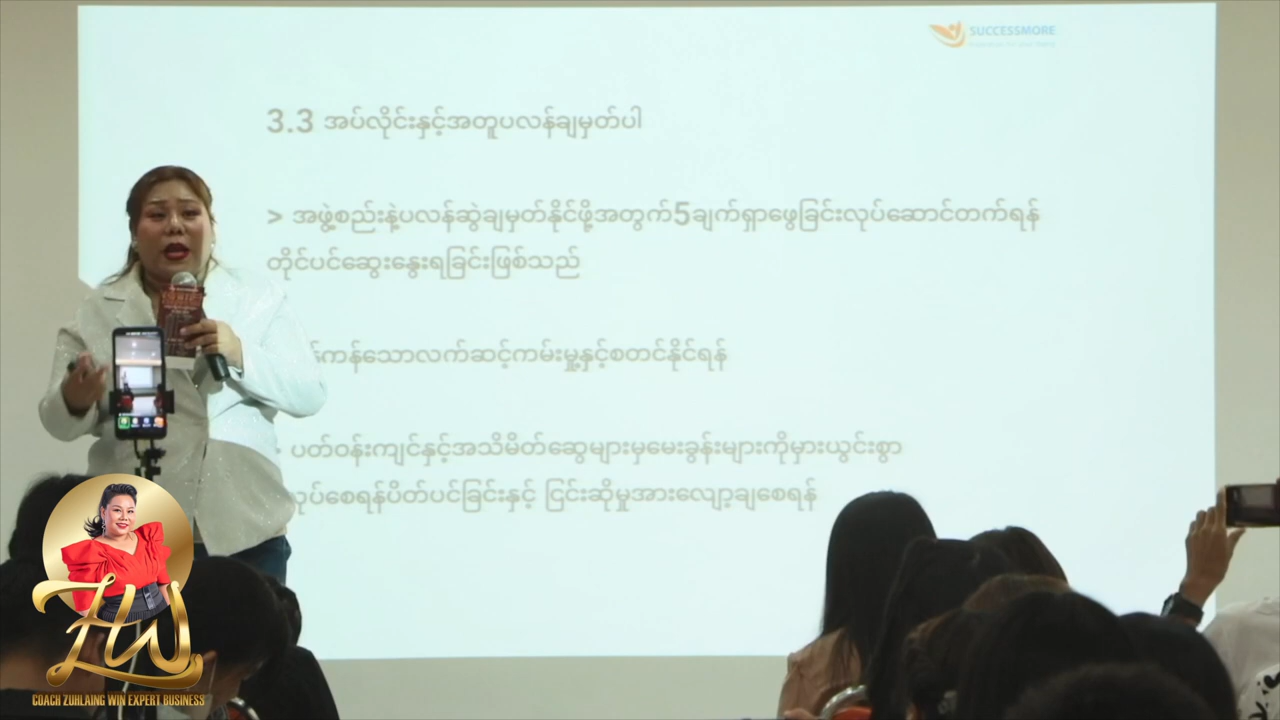 SUCCESSMORE
3.3 အပ်လိုင်းနှင့်အတူပလန်ချမှတ်ပါ
> အဖွဲ့စည်းနဲ့ပလန်ဆွဲချမှတ်နိုင်ဖို့အတွက်5ချက်ရှာဖွေခြင်းလုပ်ဆောင်တက်ရန်
တိုင်ပင်ဆွေးနွေးရခြင်းဖြစ်သည်
ကန်သောလက်ဆင့်ကမ်းမှု့နှင့်စတင်နိုင်ရန်
ပတ်ဝန်းကျင်နှင့်အသိမိတ်ဆွေများမှမေးခွန်းများကိုမှားယွင်းစွာ
လုပ်စေရန်ပိတ်ပင်ခြင်းနှင့် ငြင်းဆိုမှုအားလျော့ချစေရန်
ZW
COACH ZUHLAING WIN EXPERT BUSINESS